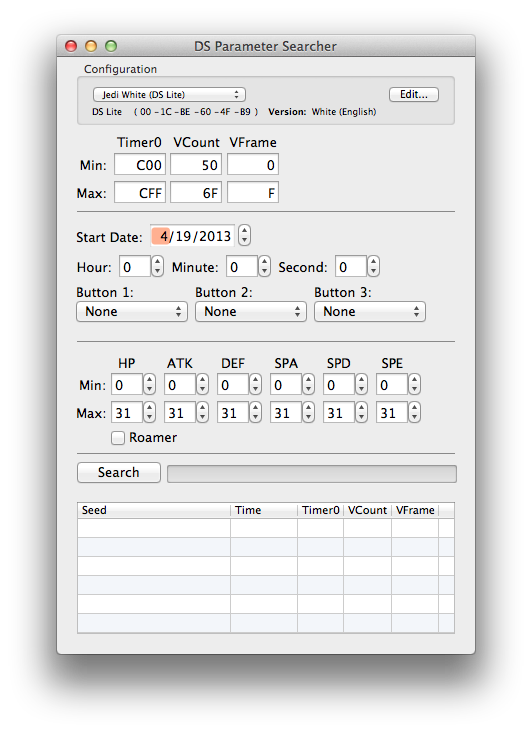 DS Parameter Searcher
Configuration
Jedi White (DS Lite) Edit...
DS Lite ( 00 -1C -BE -60 -4F -B9 ) Version: White (English)
Timer0 VCount VFrame
Min: C00 50 0
Max: CFF 6F F
Start Date: 4/19/2013
Hour: 0 Minute: 0 Second: 0
Button 1: Button 2: Button 3:
None None None
HP ATK DEF SPA SPD SPE
Min: 0 0 0 0 0 0
Max: 31 31 31 31 31 31
Roamer
Search
Seed Time Timer0 VCount VFrame